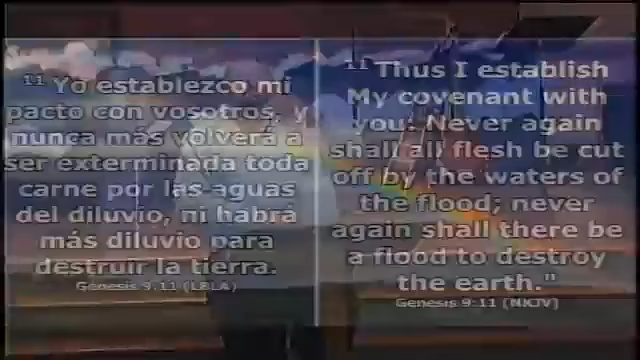 11 Yo establezco mi
pacto con vosotros, y
nunca más volverá a
ser exterminada toda
carne por las aguas
del diluvio, ni habrá
más diluvio para
destruir la tierra.
Genesis 9:11 (LBLA)
11 "Thus I establish
My covenant with
you: Never again
shall all flesh be cut
off by the waters of
the flood; never
again shall there be
a flood to destroy
the earth."
Genesis 9:11 (NKJV)